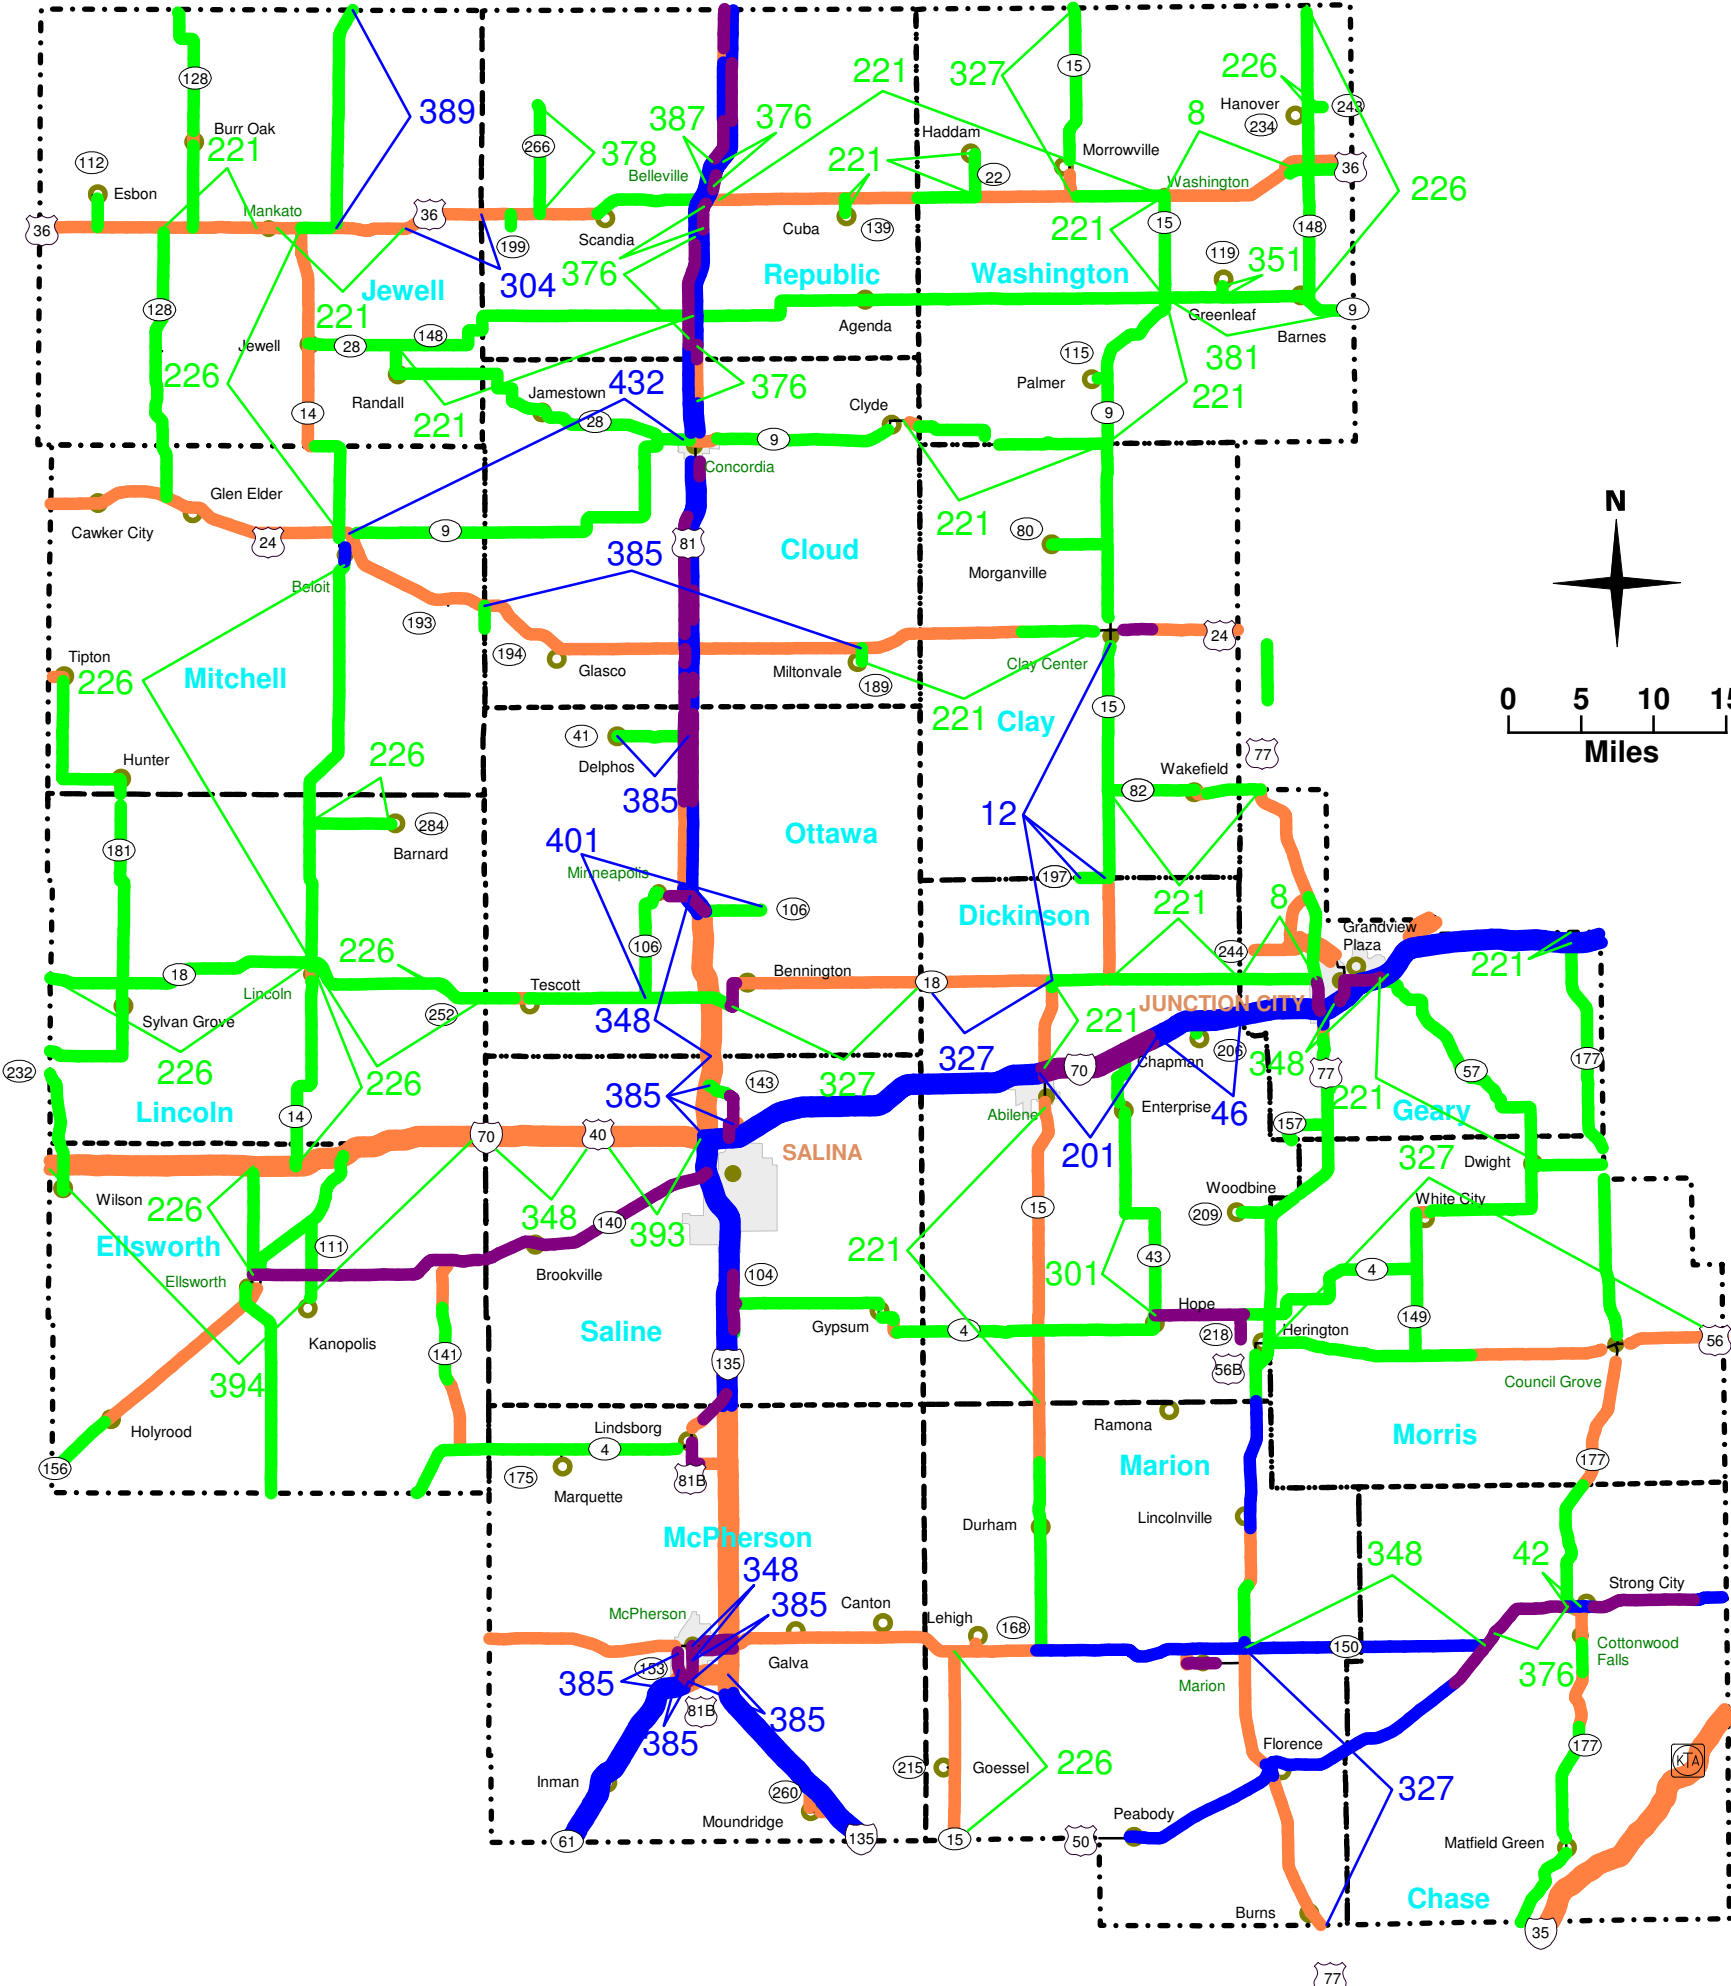 128
15
221
327
226
243
Hanover
234
389
387
376
8
Burr Oak
221
112
266
378
Haddam
221
Morrowville
36
Esbon
Belleville
22
Washington
226
Mankato
36
36
199
Scandia
Cuba
139
221
15
119
148
351
304
376
Republic
Washington
Jewell
128
221
Agenda
Greenleaf
9
Jewell
28
148
115
381
Barnes
226
Randall
432
Jamestown
376
Palmer
221
14
221
28
Clyde
9
9
Concordia
Glen Elder
Cawker City
24
9
81
221
80
N
385
Cloud
Morganville
Beloit
193
194
Glasco
Miltonvale
189
Clay Center
24
Tipton
226
Mitchell
221
Clay
15
0
5
10
15
Miles
41
Delphos
385
77
Hunter
226
Wakefield
82
284
Barnard
401
Ottawa
12
181
Minneapolis
197
221
8
Dickinson
106
106
244
Grandview
Plaza
226
18
Lincoln
Tescott
Bennington
18
221
JUNCTION CITY
Sylvan Grove
252
348
221
232
226
226
327
327
Chapman
206
348
77
57
177
70
Lincoln
14
385
143
Abilene
Enterprise
46
221
Geary
157
70
40
SALINA
201
327
Dwight
Wilson
226
348
140
393
15
Woodbine
209
White City
Ellsworth
111
221
43
Ellsworth
Brookville
104
301
4
Kanopolis
Saline
Gypsum
4
Hope
218
Herington
149
56
141
135
56B
394
Council Grove
Holyrood
Lindsborg
Ramona
Morris
156
4
175
81B
Marquette
Marion
177
McPherson
Durham
Lincolnville
348
42
348
385
Strong City
McPherson
Canton
Lehigh
168
150
Cottonwood
Falls
153
Galva
385
Marion
376
81B
385
385
Florence
177
KTA
Inman
260
215
Goessel
226
327
Moundridge
Peabody
61
135
15
50
Matfield Green
Burns
Chase
35
77